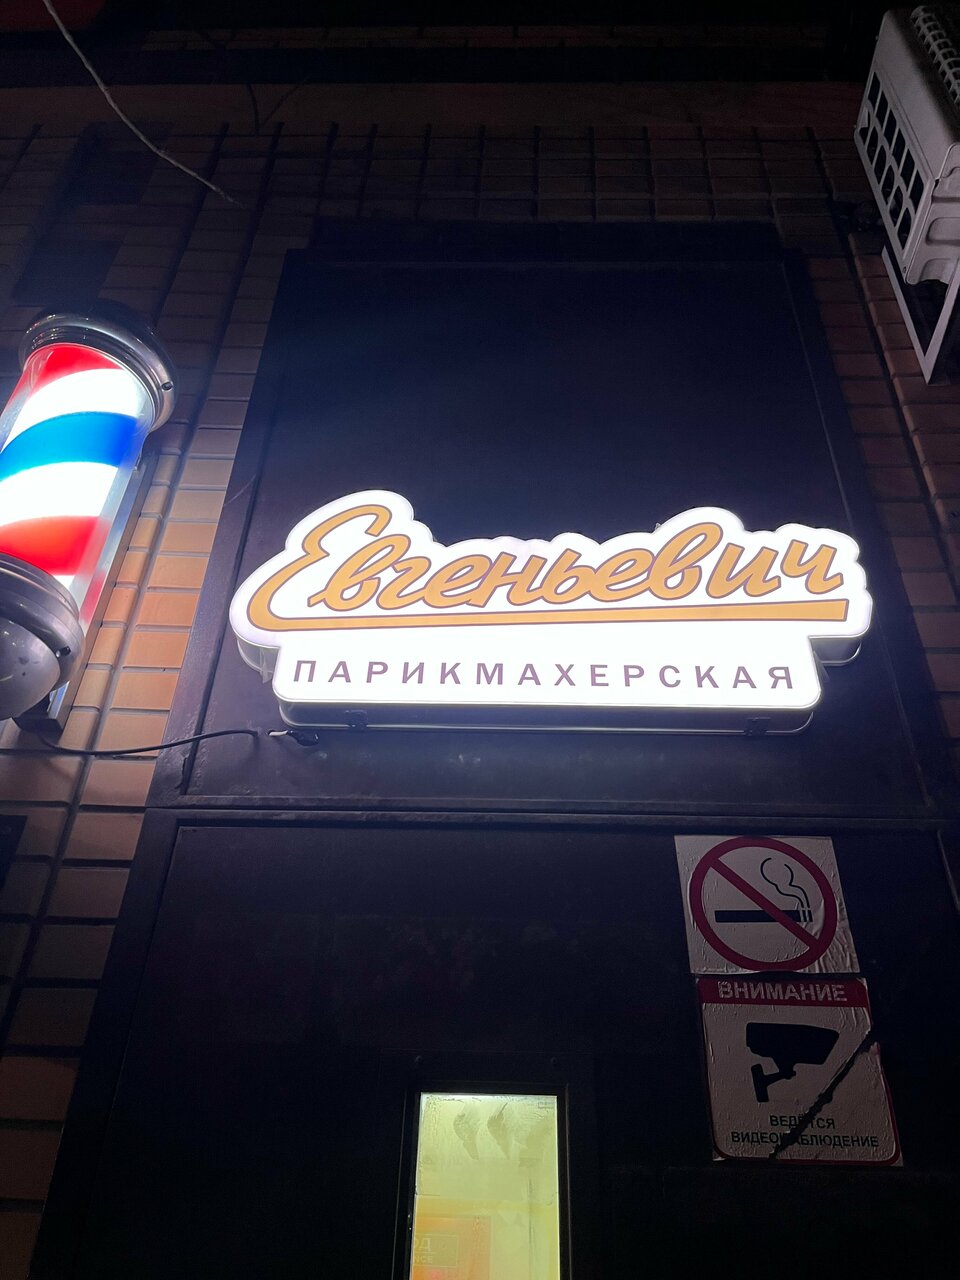 Евгеньевич
ПАРИКМАХЕРСКАЯ
ВНИМАНИЕ
ВЕДЕТСЯ
ВИДЕОНАБЛЮДЕНИЕ